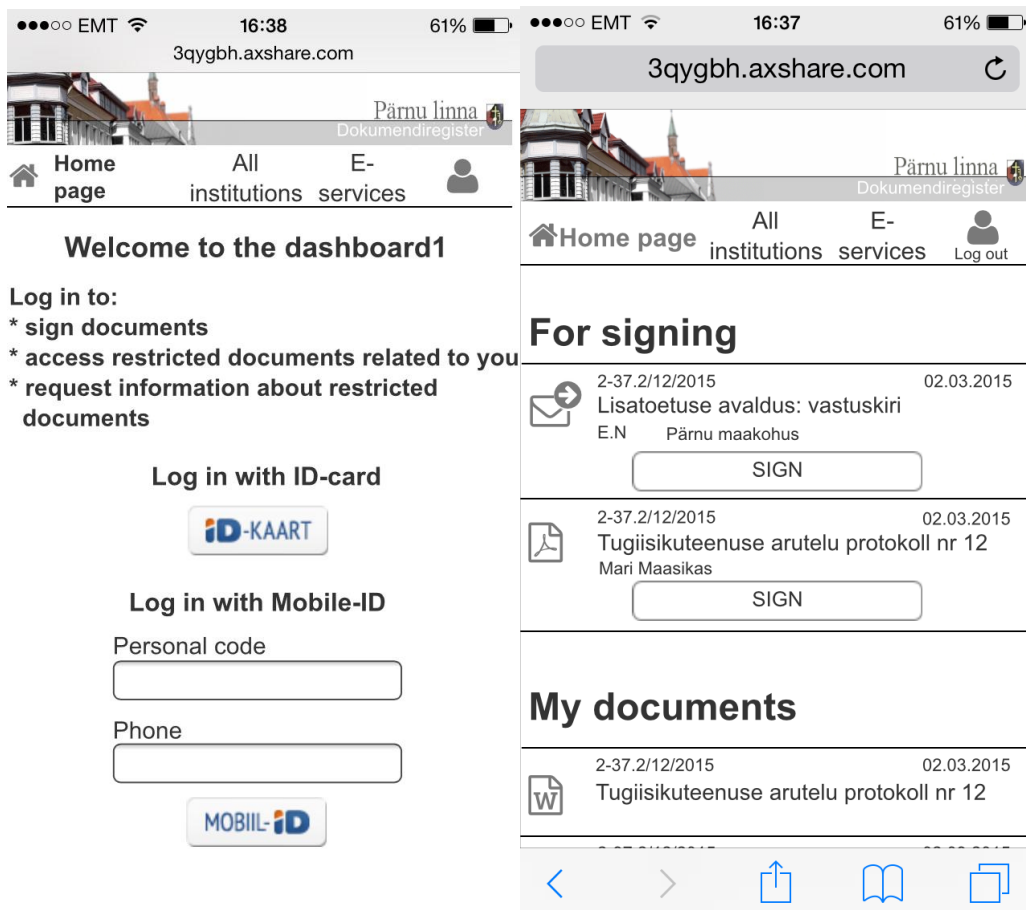 EMT 16:38 61%
3qygbh.axshare.com
Pärnu linna
Dokumendiregister
Home
page
All
institutions
E-
services
Welcome to the dashboard1
Log in to:
* sign documents
* access restricted documents related to you
* request information about restricted
documents
Log in with ID-card
iD-KAART
Log in with Mobile-ID
Personal code
Phone
MOBIIL-iD
EMT 16:37 61%
3qygbh.axshare.com
Pärnu linna
Dokumendiregister
Home page
All
institutions
E-
services
Log out
For signing
2-37.2/12/2015 02.03.2015
Lisatoetuse avaldus: vastuskiri
E.N Pärnu maakohus
SIGN
2-37.2/12/2015 02.03.2015
Tugiisikuteenuse arutelu protokoll nr 12
Mari Maasikas
SIGN
My documents
2-37.2/12/2015 02.03.2015
W
Tugiisikuteenuse arutelu protokoll nr 12